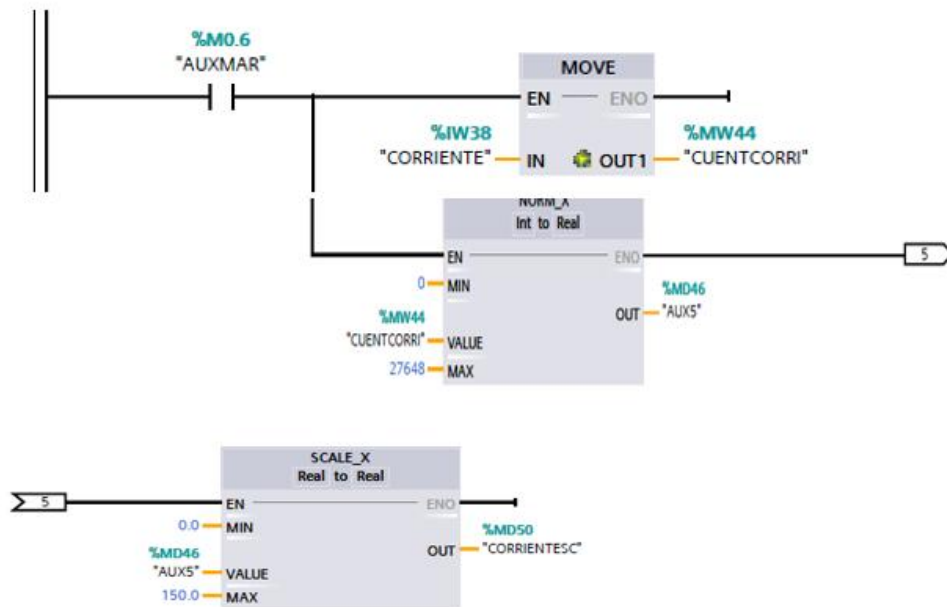 %M0.6
"AUXMAR"
MOVE
EN ENO
%IW38 %MW44
"CORRIENTE" IN OUT1 "CUENTCORRI"
NORM_X
Int to Real
EN ENO 5
0 MIN
%MD46
OUT "AUX5"
%MW44
"CUENTCORRI" VALUE
27648 MAX
SCALE_X
Real to Real
5 EN ENO
0.0 MIN
%MD50
OUT "CORRIENTESC"
%MD46
"AUX5" VALUE
150.0 MAX